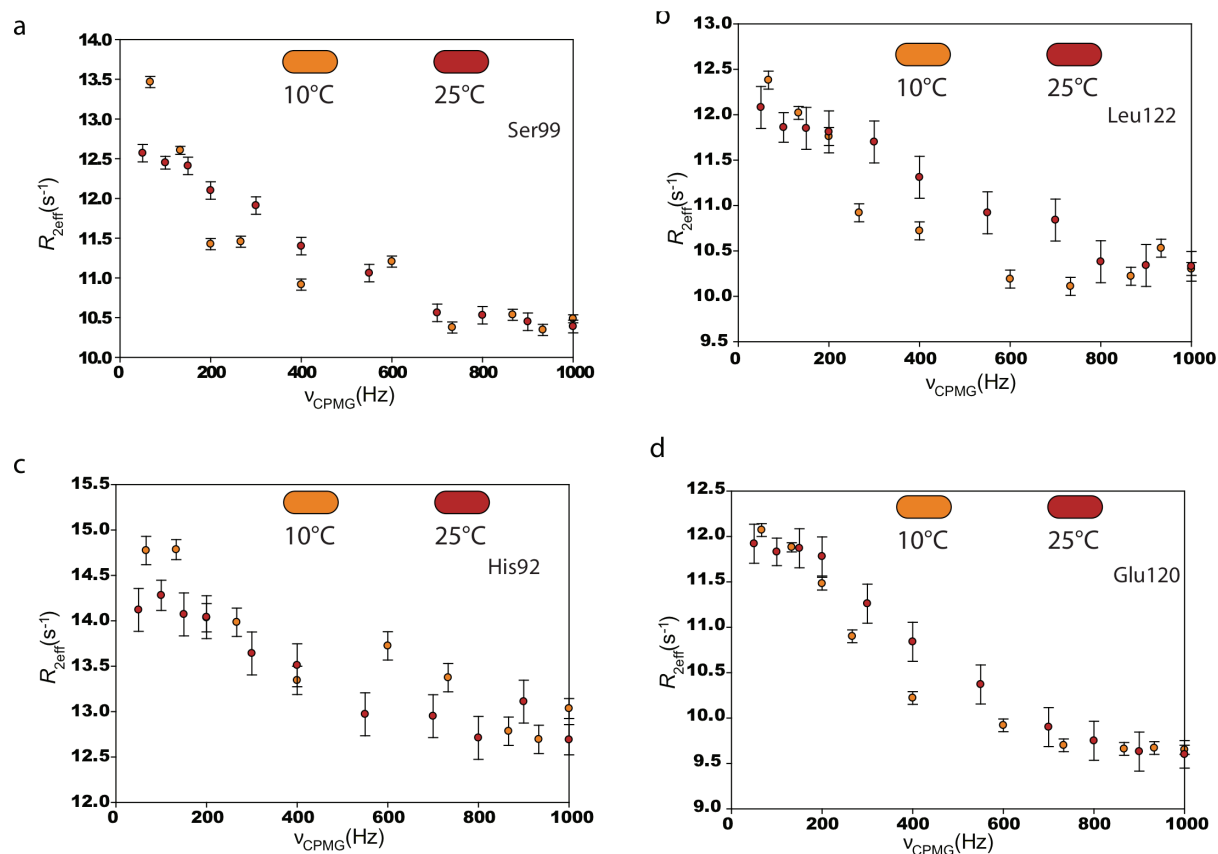 a
14.0
13.5
13.0
12.5
12.0
11.5
11.0
10.5
10.0
R2eff(s-1)
10°C 25°C
Ser99
0 200 400 600 800 1000
νCPMG(Hz)
b
13.0
12.5
12.0
11.5
11.0
10.5
10.0
9.5
R2eff(s-1)
10°C 25°C
Leu122
0 200 400 600 800 1000
νCPMG(Hz)
c
15.5
15.0
14.5
14.0
13.5
13.0
12.5
12.0
R2eff(s-1)
10°C 25°C
His92
0 200 400 600 800 1000
νCPMG(Hz)
d
12.5
12.0
11.5
11.0
10.5
10.0
9.5
9.0
R2eff(s-1)
10°C 25°C
Glu120
0 200 400 600 800 1000
νCPMG(Hz)